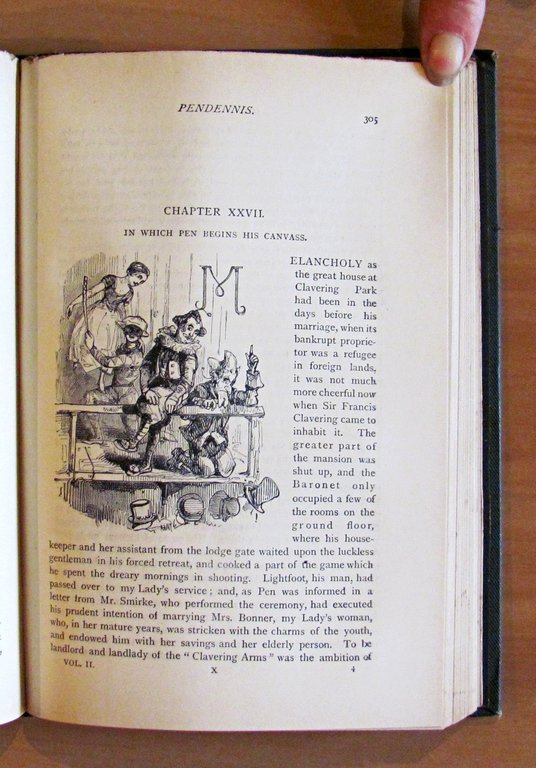 PENDENNIS.
305
CHAPTER XXVII.
IN WHICH PEN BEGINS HIS CANVASS.
M
ELANCHOLY as
the great house at
Clavering Park
had been in the
days before his
marriage, when its
bankrupt proprie-
tor was a refugee
in foreign lands,
it was not much
more cheerful now
when Sir Francis
Clavering came to
inhabit it. The
greater part of
the mansion was
shut up, and the
Baronet only
occupied a few of
the rooms on the
ground floor,
where his house-
keeper and her assistant from the lodge gate waited upon the luckless
gentleman in his forced retreat, and cooked a part of the game which
he spent the dreary mornings in shooting. Lightfoot, his man, had
passed over to my Lady's service; and, as Pen was informed in a
letter from Mr. Smirke, who performed the ceremony, had executed
his prudent intention of marrying Mrs. Bonner, my Lady's woman,
who, in her mature years, was stricken with the charms of the youth,
and endowed him with her savings and her elderly person. To be
landlord and landlady of the "Clavering Arms" was the ambition of
VOL. II. X 4